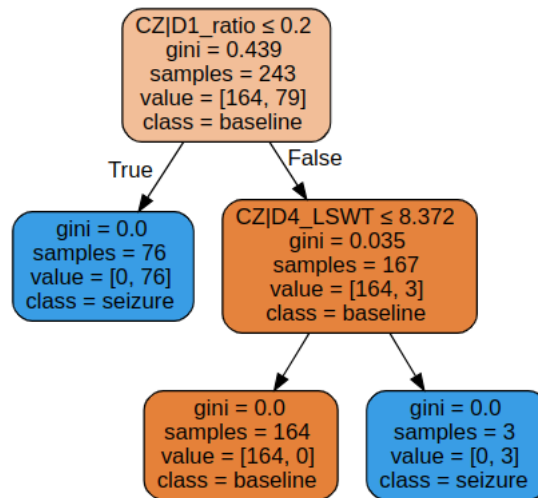 CZ|D1_ratio ≤ 0.2
gini = 0.439
samples = 243
value = [164, 79]
class = baseline
True
False
gini = 0.0
samples = 76
value = [0, 76]
class = seizure
CZ|D4_LSWT ≤ 8.372
gini = 0.035
samples = 167
value = [164, 3]
class = baseline
gini = 0.0
samples = 164
value = [164, 0]
class = baseline
gini = 0.0
samples = 3
value = [0, 3]
class = seizure